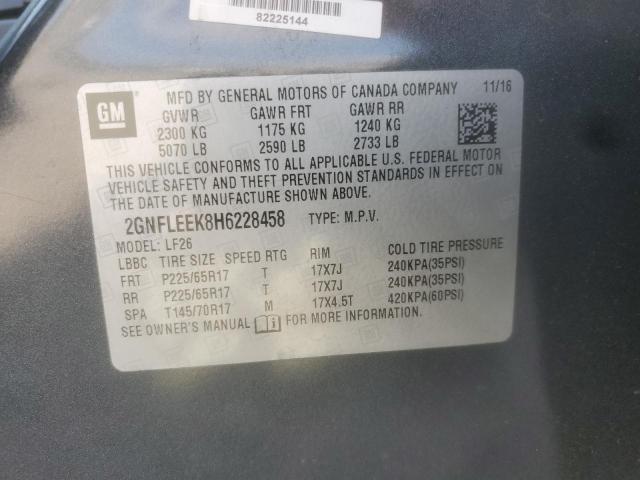 82225144
GM
MFD BY GENERAL MOTORS OF CANADA COMPANY 11/16
GVWR GAWR FRT GAWR RR
2300 KG 1175 KG 1240 KG
5070 LB 2590 LB 2733 LB
THIS VEHICLE CONFORMS TO ALL APPLICABLE U.S. FEDERAL MOTOR
VEHICLE SAFETY AND THEFT PREVENTION STANDARDS IN EFFECT ON
THE DATE OF MANUFACTURE SHOWN ABOVE.
2GNFLEEK8H6228458 TYPE: M.P.V.
MODEL: LF26
LBBC TIRE SIZE SPEED RTG RIM COLD TIRE PRESSURE
FRT P225/65R17 T 17X7J 240KPA(35PSI)
RR P225/65R17 T 17X7J 240KPA(35PSI)
SPA T145/70R17 M 17X4.5T 420KPA(60PSI)
SEE OWNER'S MANUAL FOR MORE INFORMATION.